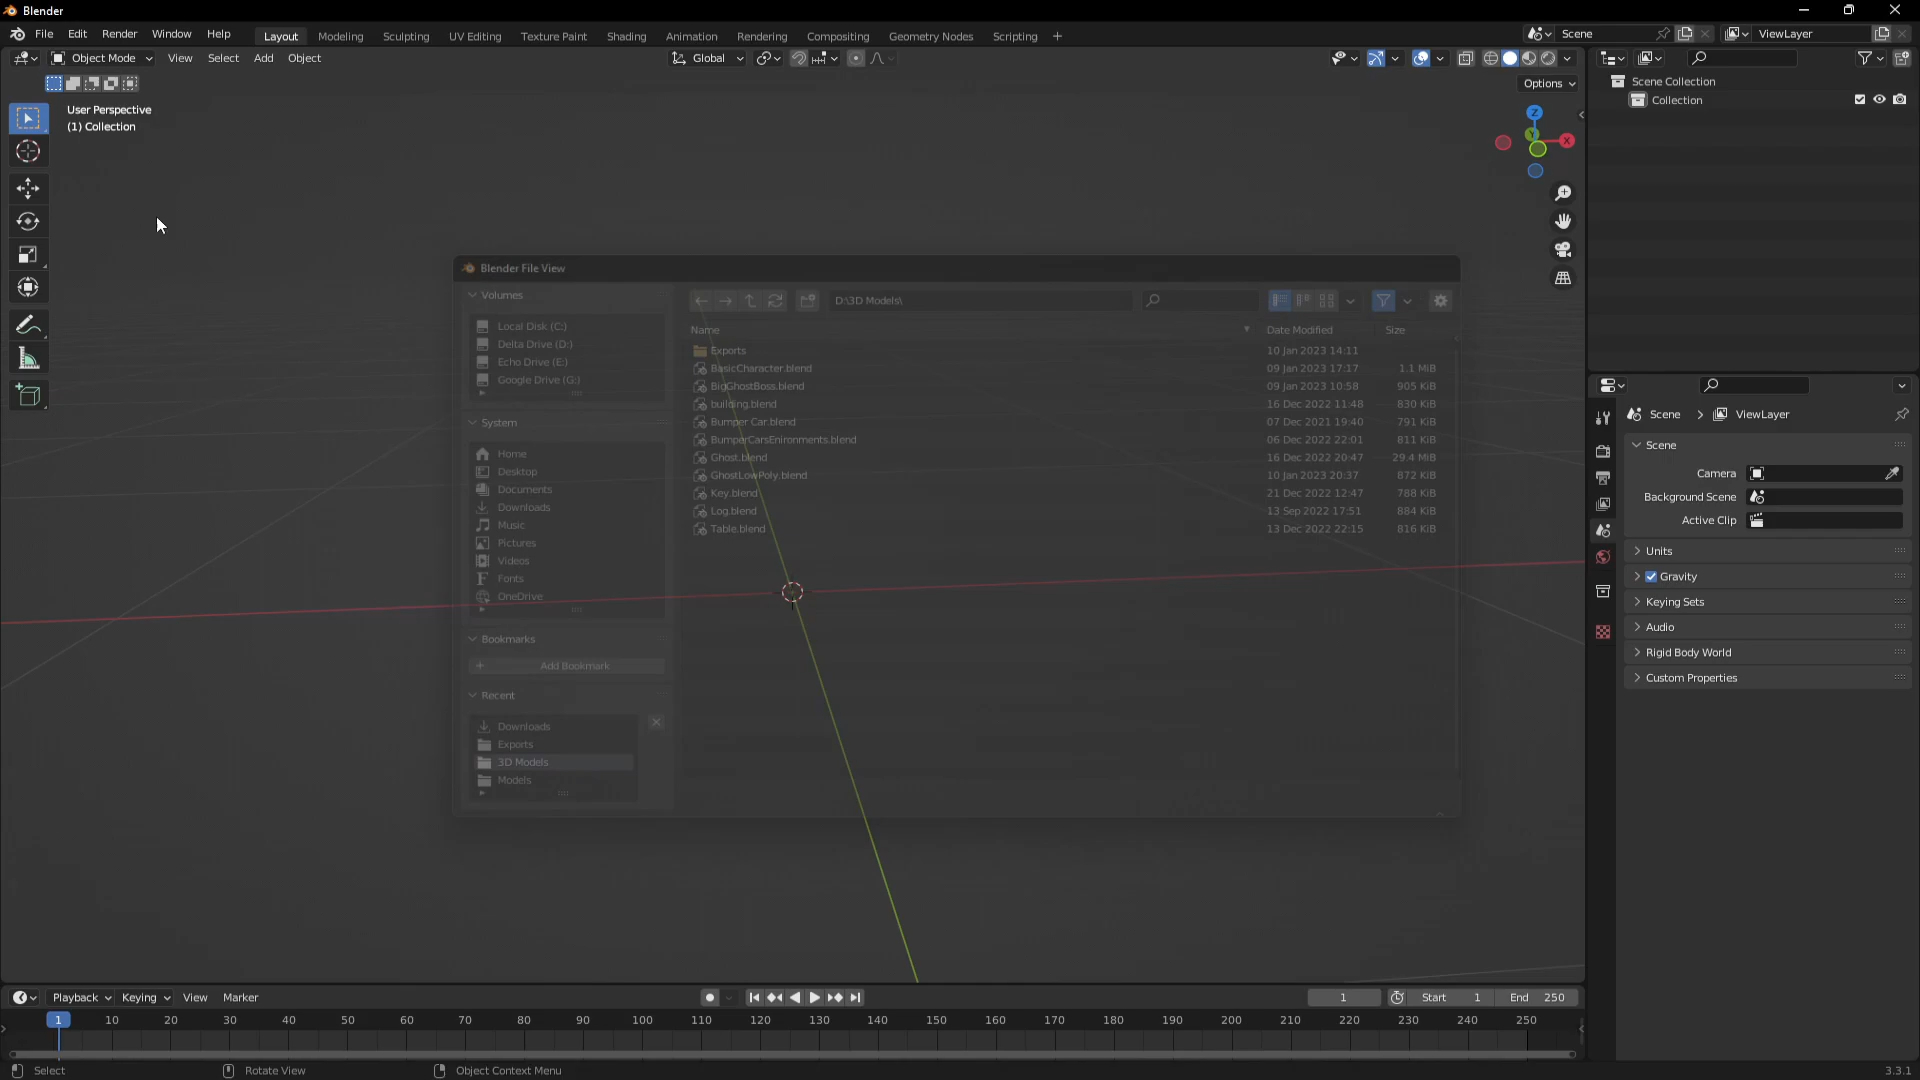 Blender
File Edit Render Window Help Layout Modeling Sculpting UV Editing Texture Paint Shading Animation Rendering Compositing Geometry Nodes Scripting Scene ViewLayer
Object Mode View Select Add Object Global
Options
User Perspective
(1) Collection
Z
Y
X
Scene Collection
Collection
Blender File View
Volumes
Local Disk (C:)
Delta Drive (D:)
Echo Drive (E:)
Google Drive (G:)
System
Home
Desktop
Documents
Downloads
Music
Pictures
Videos
Fonts
OneDrive
Bookmarks
Add Bookmark
Recent
Downloads
Exports
3D Models
Models
D:\3D Models\
Name Date Modified Size
Exports 10 Jan 2023 14:11
BasicCharacter.blend 09 Jan 2023 17:17 1.1 MiB
BigGhostBoss.blend 09 Jan 2023 10:58 905 KiB
building.blend 16 Dec 2022 11:48 830 KiB
Bumper Car.blend 07 Dec 2021 19:40 791 KiB
BumperCarsEnironments.blend 06 Dec 2022 22:01 811 KiB
Ghost.blend 16 Dec 2022 20:47 29.4 MiB
GhostLowPoly.blend 10 Jan 2023 20:37 872 KiB
Key.blend 21 Dec 2022 12:47 788 KiB
Log.blend 13 Sep 2022 17:51 884 KiB
Table.blend 13 Dec 2022 22:15 816 KiB
Scene > ViewLayer
Scene
Camera
Background Scene
Active Clip
Units
Gravity
Keying Sets
Audio
Rigid Body World
Custom Properties
Playback Keying View Marker 1 Start 1 End 250
1 10 20 30 40 50 60 70 80 90 100 110 120 130 140 150 160 170 180 190 200 210 220 230 240 250
Select Rotate View Object Context Menu 3.3.1